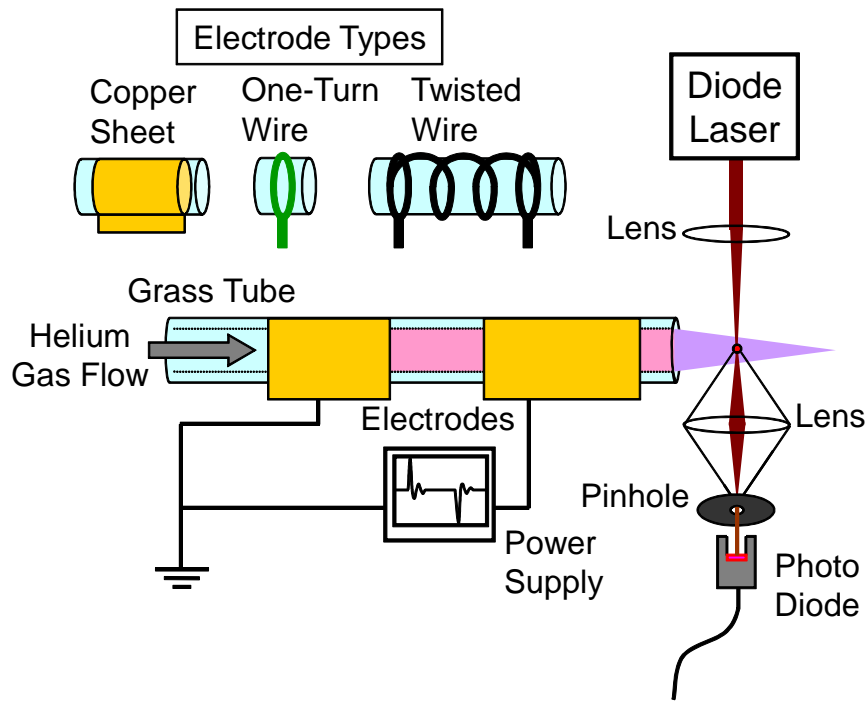 Electrode Types
Copper
Sheet
One-Turn
Wire
Twisted
Wire
Diode
Laser
Lens
Grass Tube
Helium
Gas Flow
Electrodes
Lens
Pinhole
Power
Supply
Photo
Diode